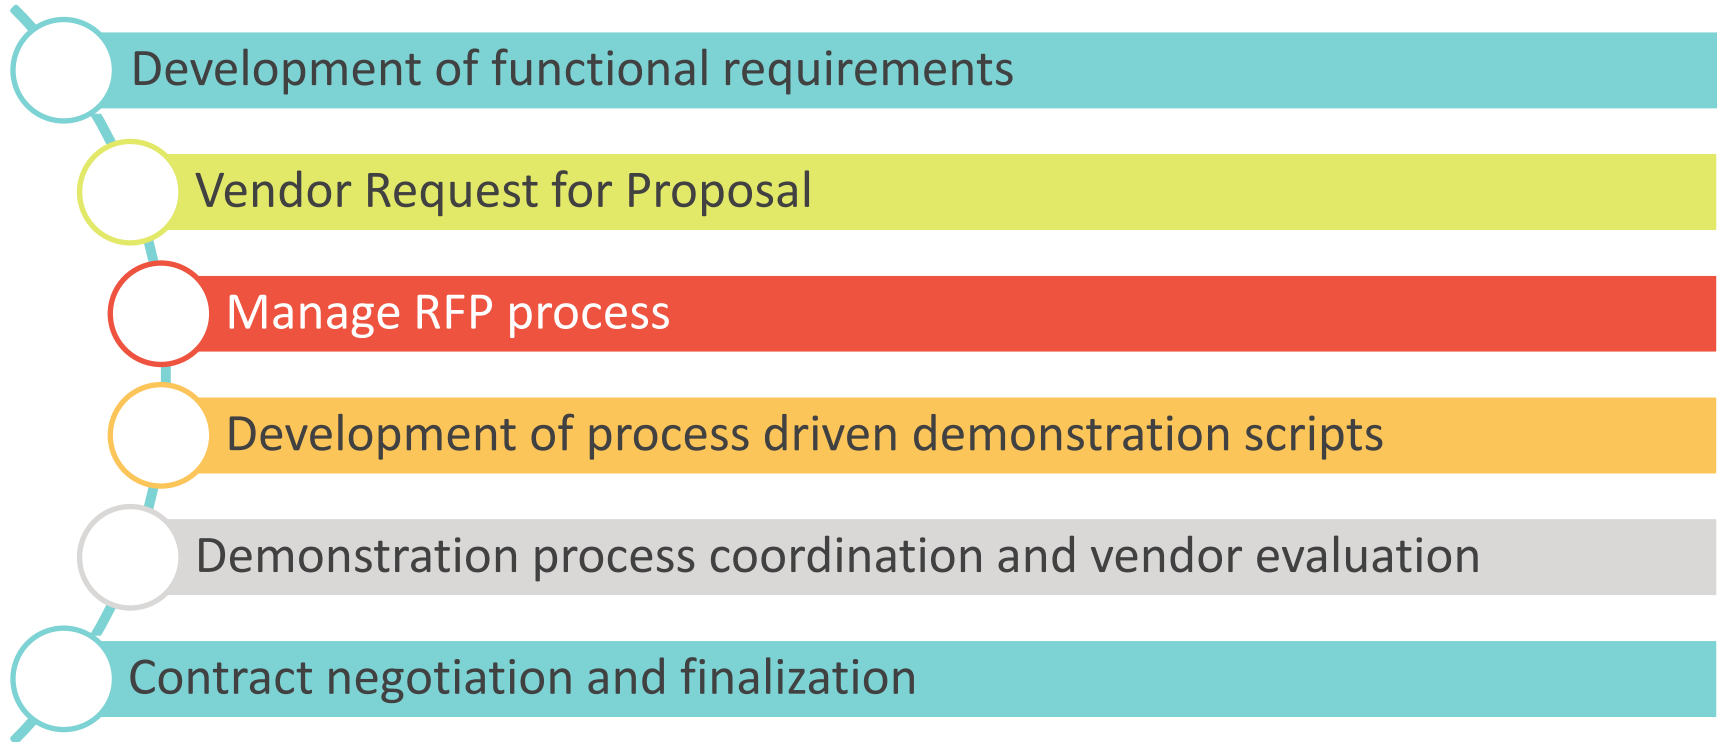 Development of functional requirements
Vendor Request for Proposal
Manage RFP process
Development of process driven demonstration scripts
Demonstration process coordination and vendor evaluation
Contract negotiation and finalization